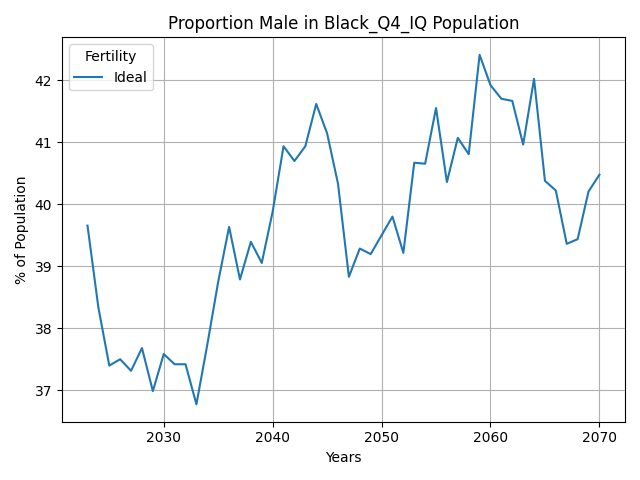 Proportion Male in Black_Q4_IQ Population
Fertility
Ideal
% of Population
42
41
40
39
38
37
2030 2040 2050 2060 2070
Years